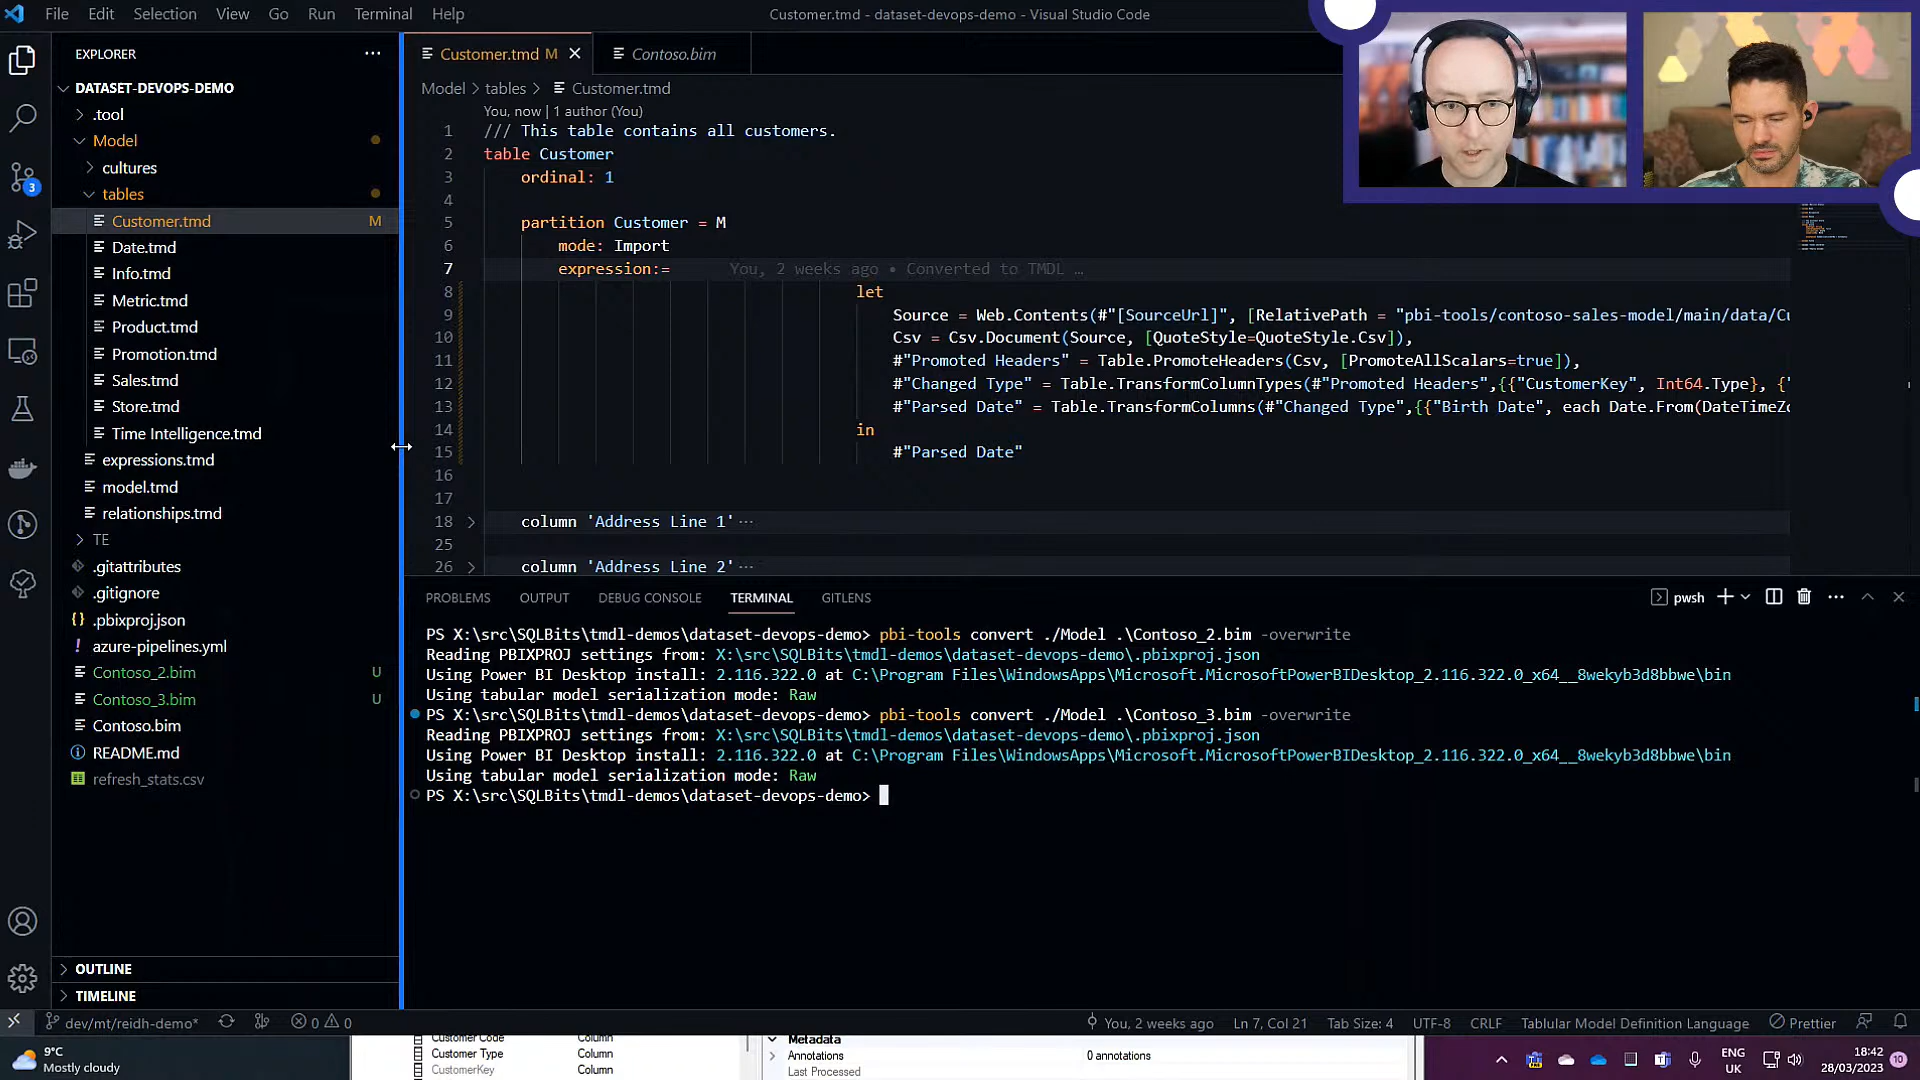 File Edit Selection View Go Run Terminal Help
Customer.tmd - dataset-devops-demo - Visual Studio Code
EXPLORER
DATASET-DEVOPS-DEMO
.tool
Model
cultures
tables
Customer.tmd M
Date.tmd
Info.tmd
Metric.tmd
Product.tmd
Promotion.tmd
Sales.tmd
Store.tmd
Time Intelligence.tmd
expressions.tmd
model.tmd
relationships.tmd
TE
.gitattributes
.gitignore
.pbixproj.json
azure-pipelines.yml
Contoso_2.bim U
Contoso_3.bim U
Contoso.bim
README.md
refresh_stats.csv
OUTLINE
TIMELINE
3
Customer.tmd M
Contoso.bim
Model > tables > Customer.tmd
You, now | 1 author (You)
1 /// This table contains all customers.
2 table Customer
3 ordinal: 1
4
5 partition Customer = M
6 mode: Import
7 expression:= You, 2 weeks ago • Converted to TMDL …
8 let
9 Source = Web.Contents(#"[SourceUrl]", [RelativePath = "pbi-tools/contoso-sales-model/main/data/Cu
10 Csv = Csv.Document(Source, [QuoteStyle=QuoteStyle.Csv]),
11 #"Promoted Headers" = Table.PromoteHeaders(Csv, [PromoteAllScalars=true]),
12 #"Changed Type" = Table.TransformColumnTypes(#"Promoted Headers",{{"CustomerKey", Int64.Type}, {"
13 #"Parsed Date" = Table.TransformColumns(#"Changed Type",{{"Birth Date", each Date.From(DateTimeZo
14 in
15 #"Parsed Date"
16
17
18 column 'Address Line 1'···
25
26 column 'Address Line 2'···
PROBLEMS OUTPUT DEBUG CONSOLE TERMINAL GITLENS
pwsh
PS X:\src\SQLBits\tmdl-demos\dataset-devops-demo> pbi-tools convert ./Model .\Contoso_2.bim -overwrite
Reading PBIXPROJ settings from: X:\src\SQLBits\tmdl-demos\dataset-devops-demo\.pbixproj.json
Using Power BI Desktop install: 2.116.322.0 at C:\Program Files\WindowsApps\Microsoft.MicrosoftPowerBIDesktop_2.116.322.0_x64__8wekyb3d8bbwe\bin
Using tabular model serialization mode: Raw
PS X:\src\SQLBits\tmdl-demos\dataset-devops-demo> pbi-tools convert ./Model .\Contoso_3.bim -overwrite
Reading PBIXPROJ settings from: X:\src\SQLBits\tmdl-demos\dataset-devops-demo\.pbixproj.json
Using Power BI Desktop install: 2.116.322.0 at C:\Program Files\WindowsApps\Microsoft.MicrosoftPowerBIDesktop_2.116.322.0_x64__8wekyb3d8bbwe\bin
Using tabular model serialization mode: Raw
PS X:\src\SQLBits\tmdl-demos\dataset-devops-demo>
dev/mt/reidh-demo* 0 0 You, 2 weeks ago Ln 7, Col 21 Tab Size: 4 UTF-8 CRLF Tablular Model Definition Language Prettier
Customer Code Column
Customer Type Column
CustomerKey Column
Metadata
Annotations 0 annotations
Last Processed
9°C
Mostly cloudy
ENG
UK
18:42
28/03/2023
10